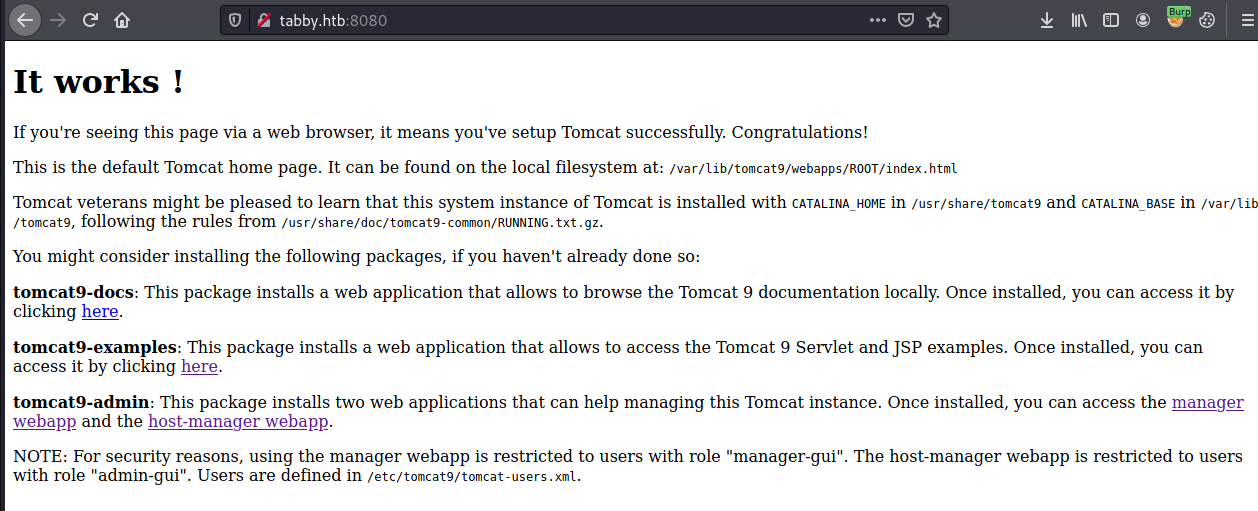 tabby.htb:8080
Burp
It works !
If you're seeing this page via a web browser, it means you've setup Tomcat successfully. Congratulations!
This is the default Tomcat home page. It can be found on the local filesystem at: /var/lib/tomcat9/webapps/ROOT/index.html
Tomcat veterans might be pleased to learn that this system instance of Tomcat is installed with CATALINA_HOME in /usr/share/tomcat9 and CATALINA_BASE in /var/lib
/tomcat9, following the rules from /usr/share/doc/tomcat9-common/RUNNING.txt.gz.
You might consider installing the following packages, if you haven't already done so:
tomcat9-docs: This package installs a web application that allows to browse the Tomcat 9 documentation locally. Once installed, you can access it by
clicking here.
tomcat9-examples: This package installs a web application that allows to access the Tomcat 9 Servlet and JSP examples. Once installed, you can
access it by clicking here.
tomcat9-admin: This package installs two web applications that can help managing this Tomcat instance. Once installed, you can access the manager
webapp and the host-manager webapp.
NOTE: For security reasons, using the manager webapp is restricted to users with role "manager-gui". The host-manager webapp is restricted to users
with role "admin-gui". Users are defined in /etc/tomcat9/tomcat-users.xml.